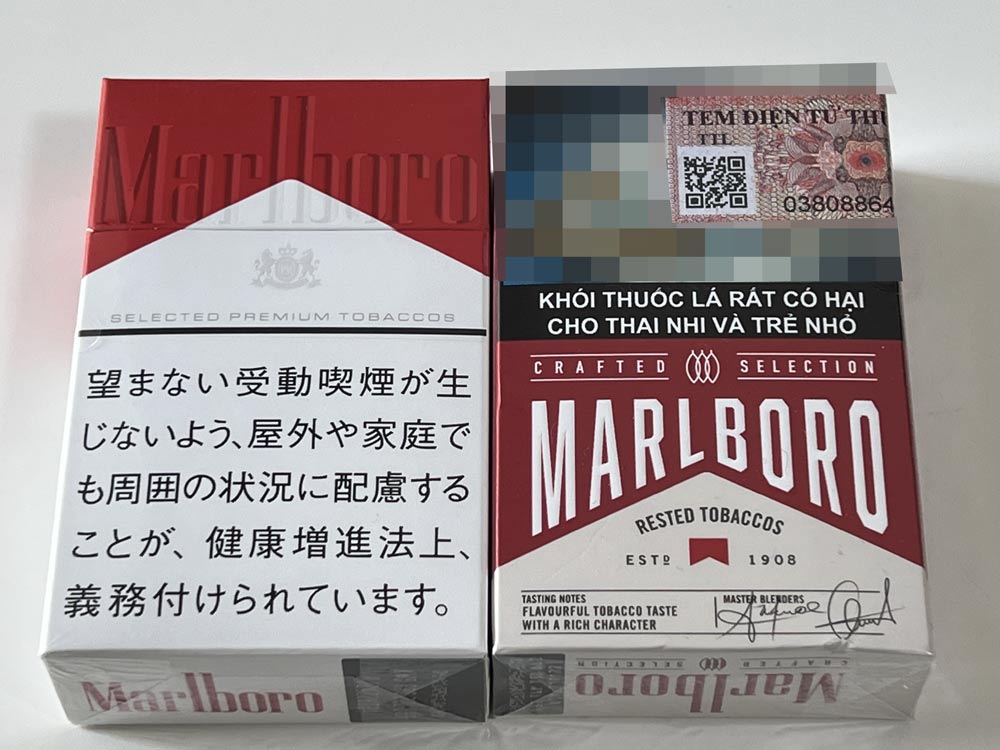 Marlboro
SELECTED PREMIUM TOBACCOS
望まない受動喫煙が生
じないよう、屋外や家庭で
も周囲の状況に配慮する
ことが、健康増進法上、
義務付けられています。
Marlboro
TEM ĐIỆN TỬ THU
TH
03808864
KHÓI THUỐC LÁ RẤT CÓ HẠI
CHO THAI NHI VÀ TRẺ NHỎ
CRAFTED SELECTION
MARLBORO
RESTED TOBACCOS
ESTD 1908
TASTING NOTES
FLAVOURFUL TOBACCO TASTE
WITH A RICH CHARACTER
MASTER BLENDERS
CRAFTED SELECTION
Marlboro